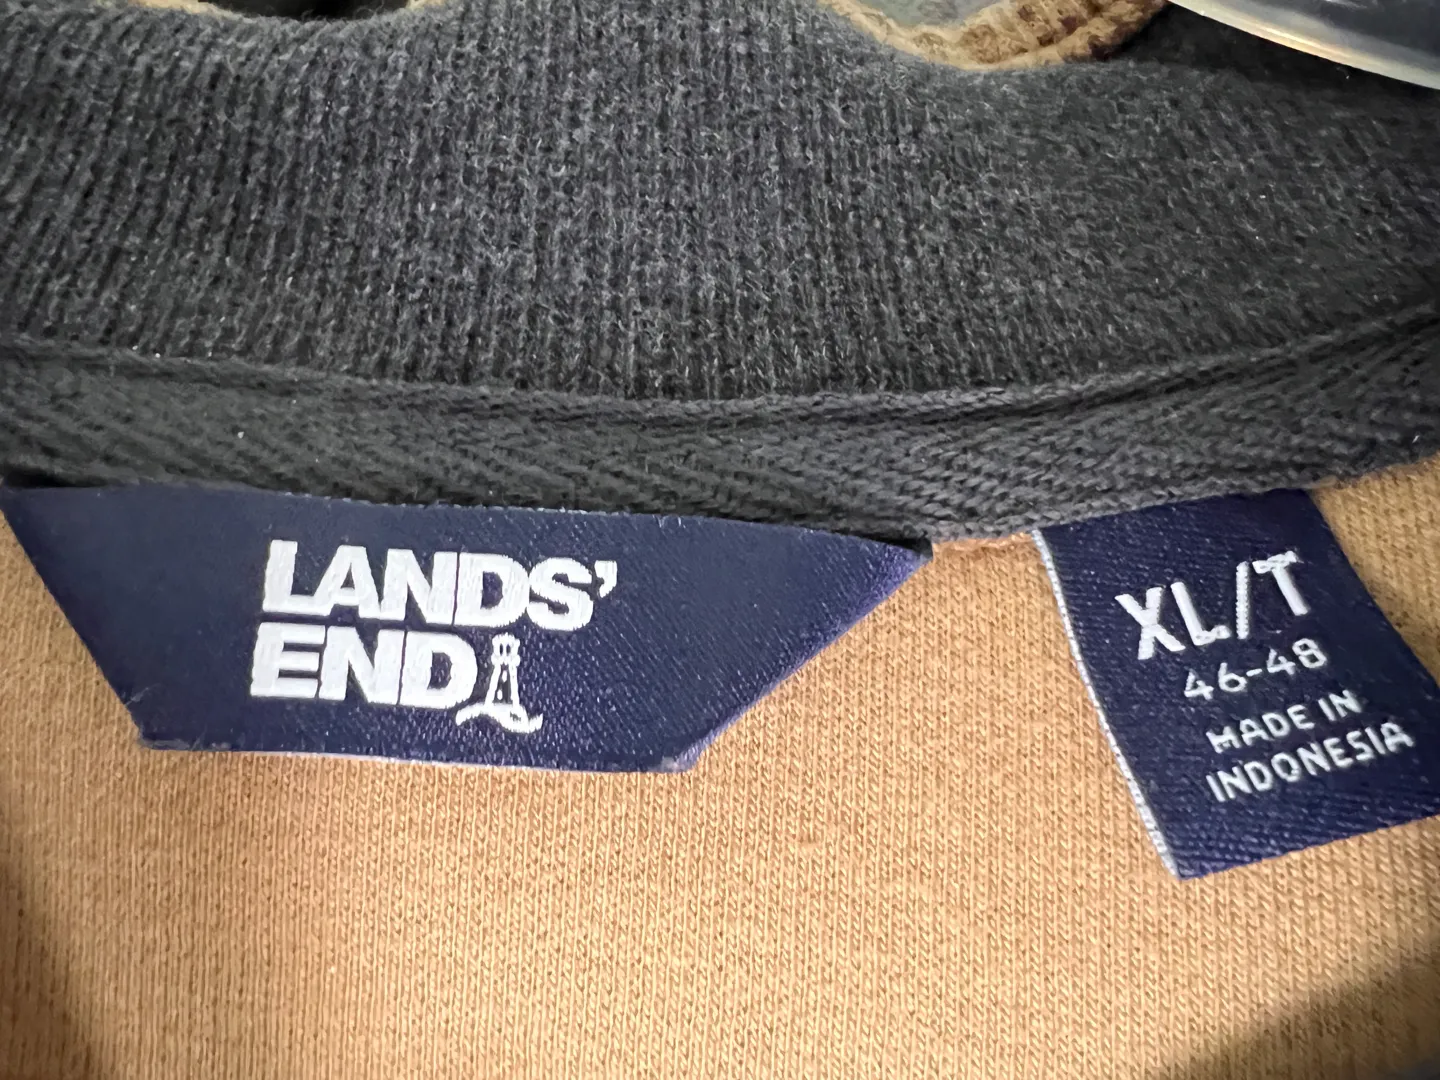 LANDS'
END
XL/T
46-48
MADE IN
INDONESIA